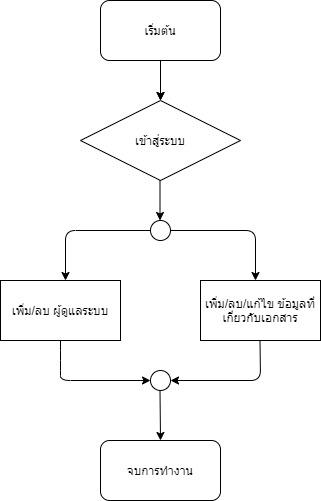 เริ่มต้น
เข้าสู่ระบบ
เพิ่ม/ลบ ผู้ดูแลระบบ
เพิ่ม/ลบ/แก้ไข ข้อมูลที่
เกี่ยวกับเอกสาร
จบการทำงาน